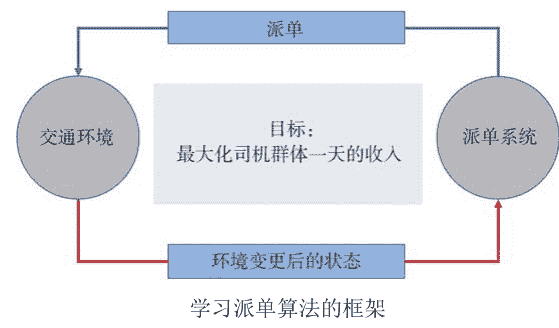 派单
交通环境
目标：
最大化司机群体一天的收入
派单系统
环境变更后的状态
学习派单算法的框架